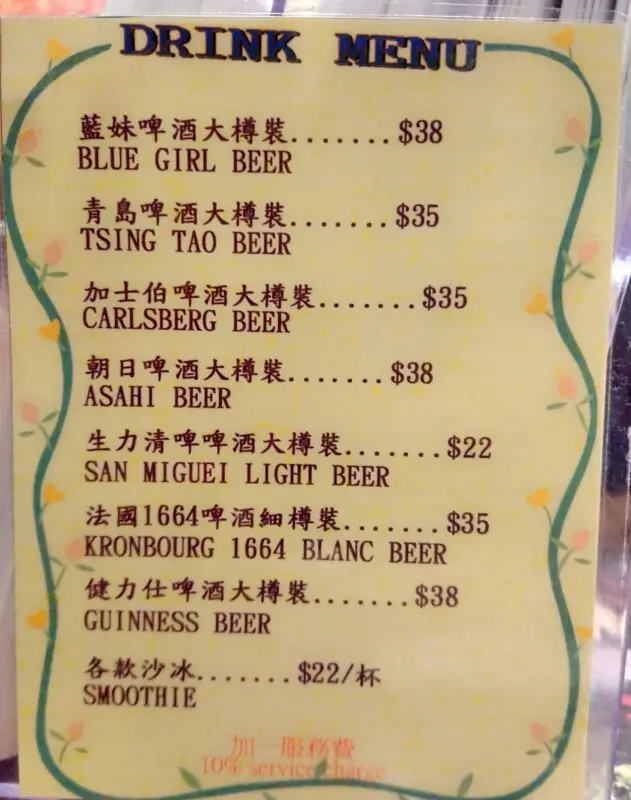 DRINK MENU
藍妹啤酒大樽裝.......$38
BLUE GIRL BEER
青島啤酒大樽裝.......$35
TSING TAO BEER
加士伯啤酒大樽裝.......$35
CARLSBERG BEER
朝日啤酒大樽裝.......$38
ASAHI BEER
生力清啤啤酒大樽裝.......$22
SAN MIGUEI LIGHT BEER
法國1664啤酒細樽裝.......$35
KRONBOURG 1664 BLANC BEER
健力仕啤酒大樽裝.......$38
GUINNESS BEER
各款沙冰.......$22/杯
SMOOTHIE
加一服務費
10% service charge